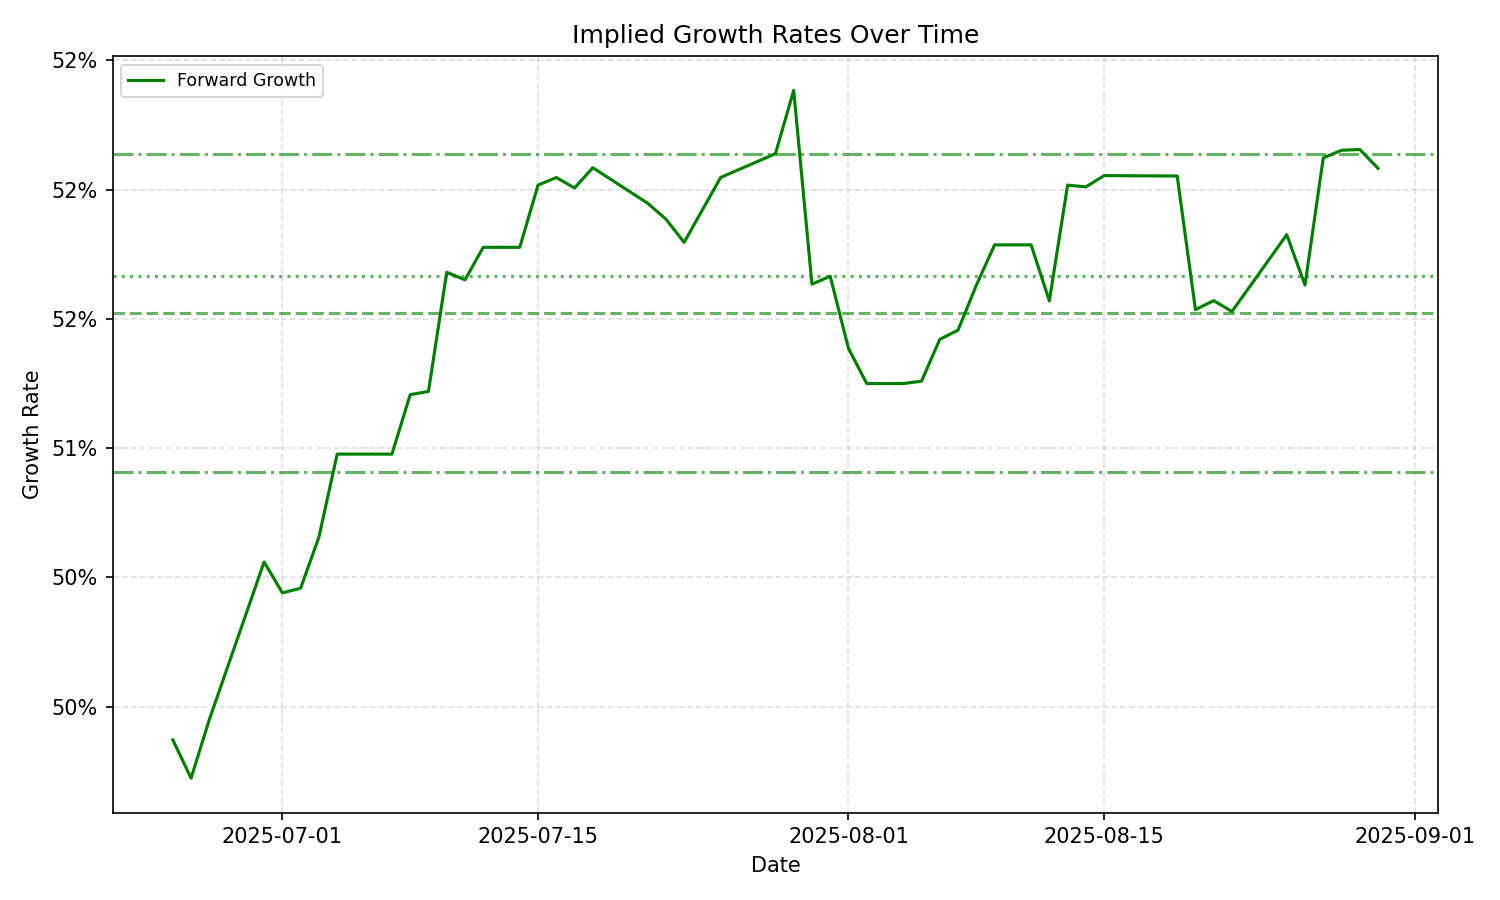 Implied Growth Rates Over Time
Forward Growth
Growth Rate
52%
52%
52%
51%
50%
50%
2025-07-01
2025-07-15
2025-08-01
2025-08-15
2025-09-01
Date